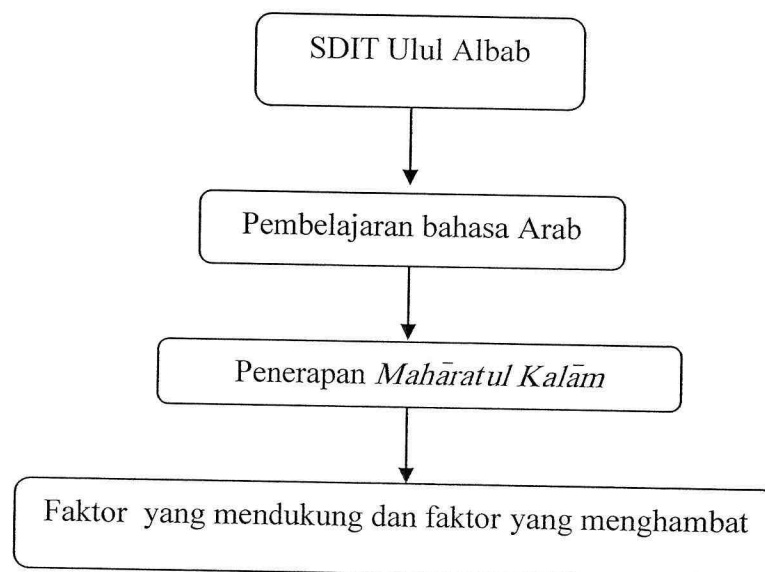 SDIT Ulul Albab
Pembelajaran bahasa Arab
Penerapan Mahāratul Kalām
Faktor yang mendukung dan faktor yang menghambat